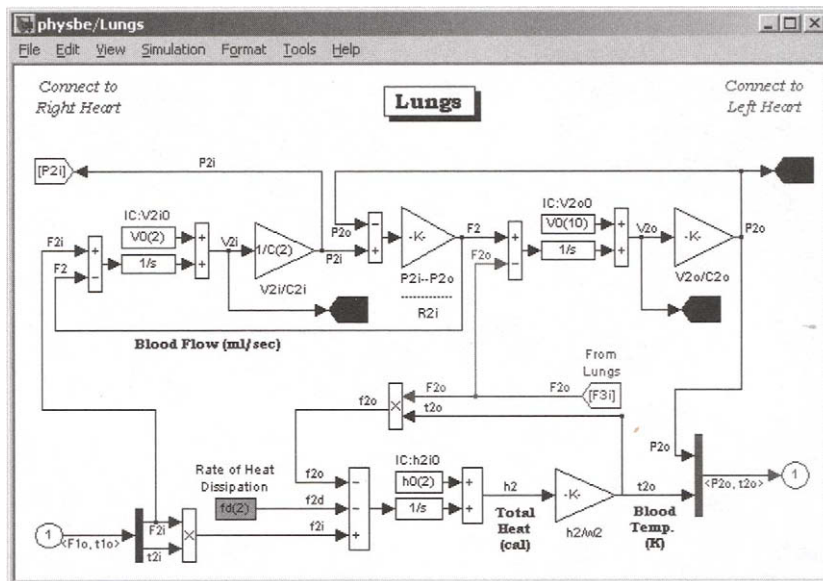 physbe/Lungs
File Edit View Simulation Format Tools Help
Connect to
Right Heart
Lungs
Connect to
Left Heart
[P2i]
P2i
F2i
F2
IC:V2i0
V0(2)
1/s
V2i
1/C(2)
V2i/C2i
P2o
P2i
-K-
P2i--P2o
R2i
F2
F2o
IC:V2o0
V0(10)
1/s
V2o
-K-
V2o/C2o
P2o
Blood Flow (ml/sec)
From
Lungs
[F3i]
F2o
F2o
t2o
f2o
P2o
Rate of Heat
Dissipation
fd(2)
f2o
f2d
f2i
IC:h2i0
h0(2)
1/s
h2
Total
Heat
(cal)
-K-
h2/w2
t2o
Blood
Temp.
(K)
<P2o, t2o>
1
1
<F1o, t1o>
F2i
t2i